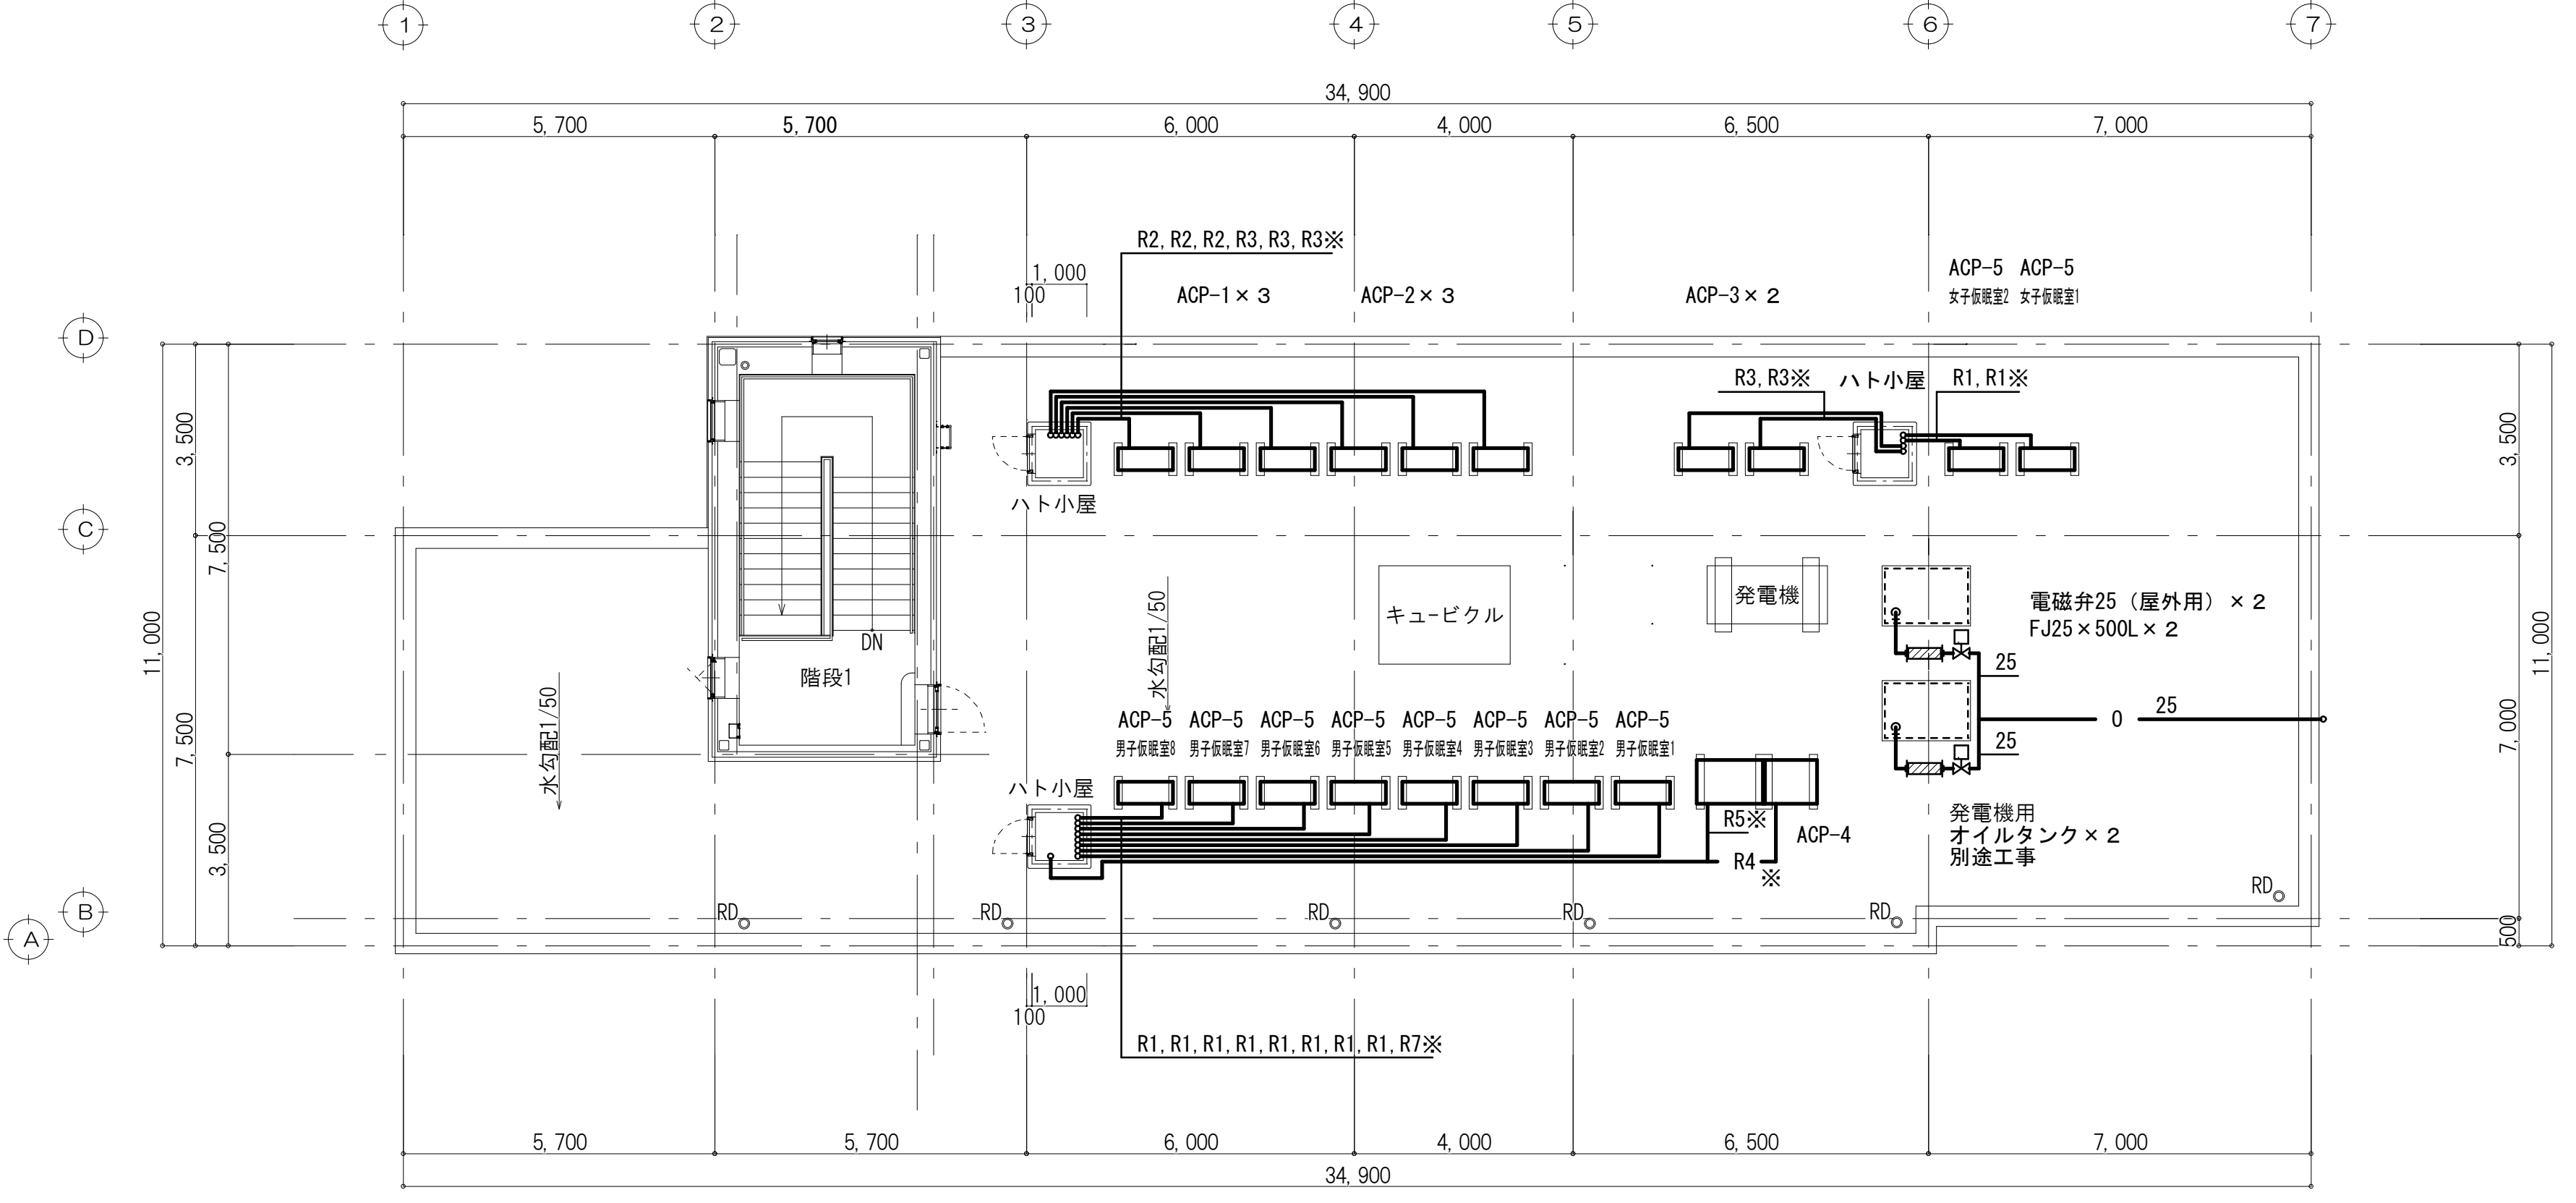 1 2 3 4 5 6 7
34,900
5,700 5,700 6,000 4,000 6,500 7,000
R2,R2,R2,R3,R3,R3※
1,000
100
ACP-1×3 ACP-2×3 ACP-3×2
ACP-5 ACP-5
女子仮眠室2 女子仮眠室1
D
R3,R3※ ハト小屋 R1,R1※
3,500
3,500
ハト小屋
C
7,500
11,000
7,500
3,500
水勾配1/50
DN
階段1
水勾配1/50
キュービクル
発電機
電磁弁25（屋外用）×2
FJ25×500L×2
25
O 25
25
11,000
7,000
500
ACP-5 ACP-5 ACP-5 ACP-5 ACP-5 ACP-5 ACP-5 ACP-5
男子仮眠室8 男子仮眠室7 男子仮眠室6 男子仮眠室5 男子仮眠室4 男子仮眠室3 男子仮眠室2 男子仮眠室1
ハト小屋
R5※
ACP-4
R4
※
発電機用
オイルタンク×2
別途工事
B
RD RD RD RD RD RD
A
1,000
100
R1,R1,R1,R1,R1,R1,R1,R1,R7※
5,700 5,700 6,000 4,000 6,500 7,000
34,900